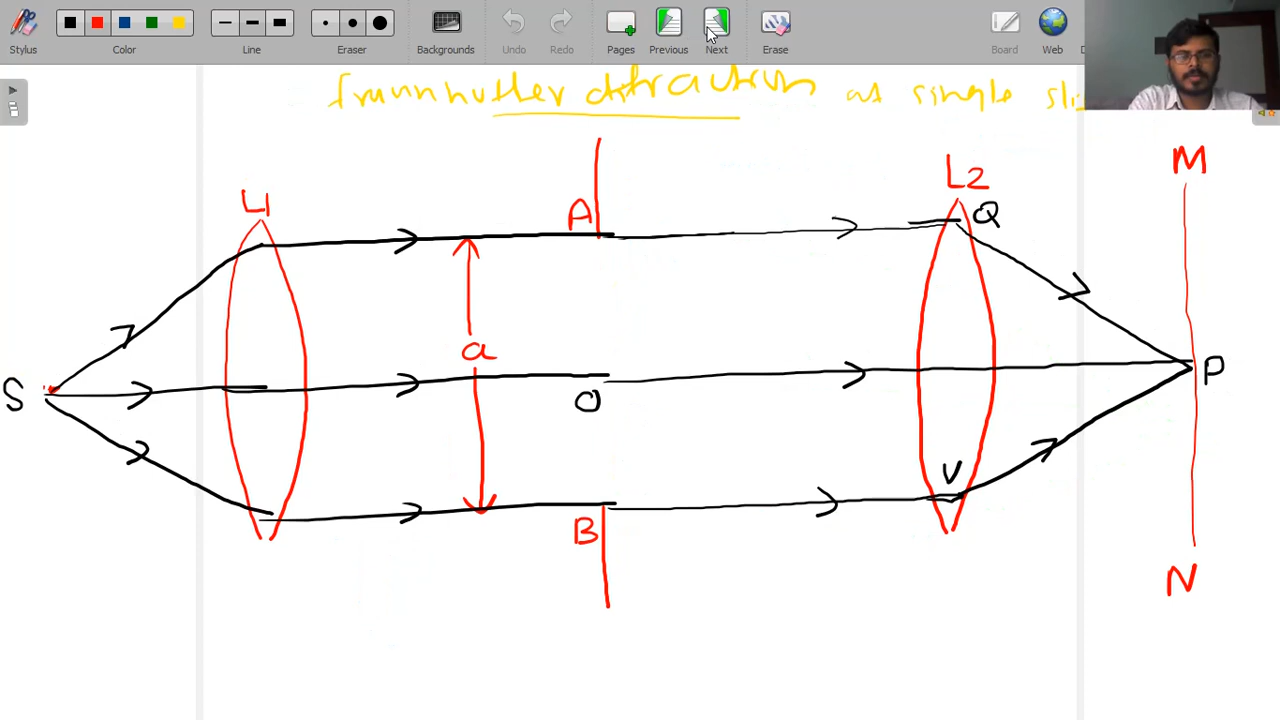 Stylus Color Line Eraser Backgrounds Undo Redo Pages Previous Next Erase Board Web
fraunhuffer diffraction at single sli
M
L1
L2
A
Q
a
S
O
P
V
B
N